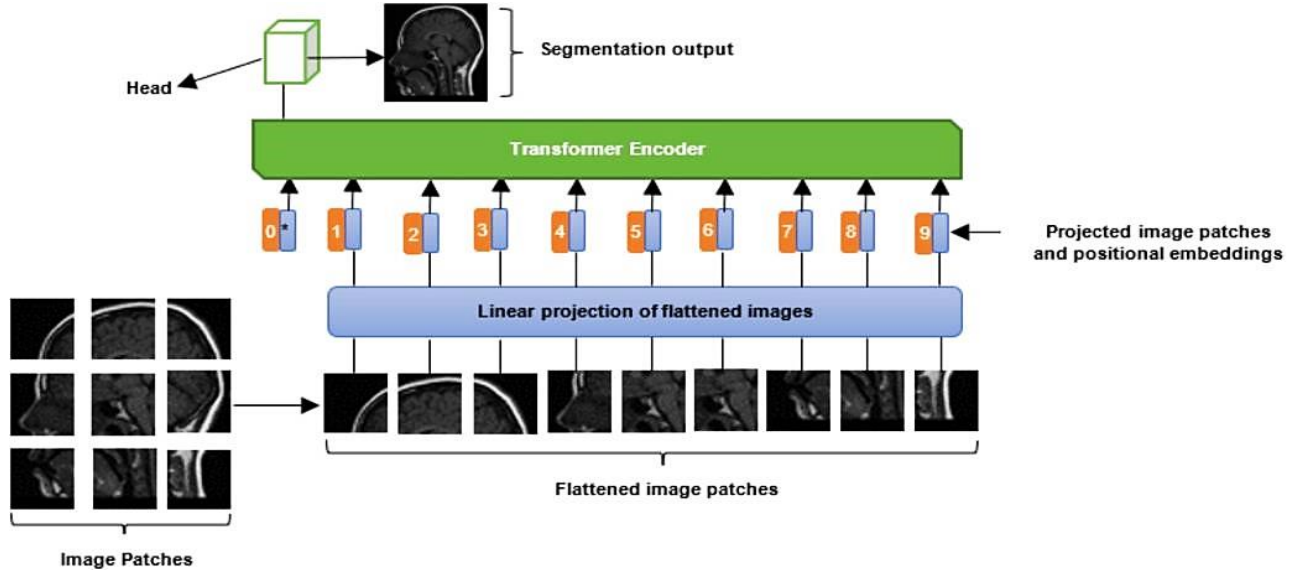 Segmentation output
Head
Transformer Encoder
0 * 1 2 3 4 5 6 7 8 9
Projected image patches
and positional embeddings
Linear projection of flattened images
Flattened image patches
Image Patches